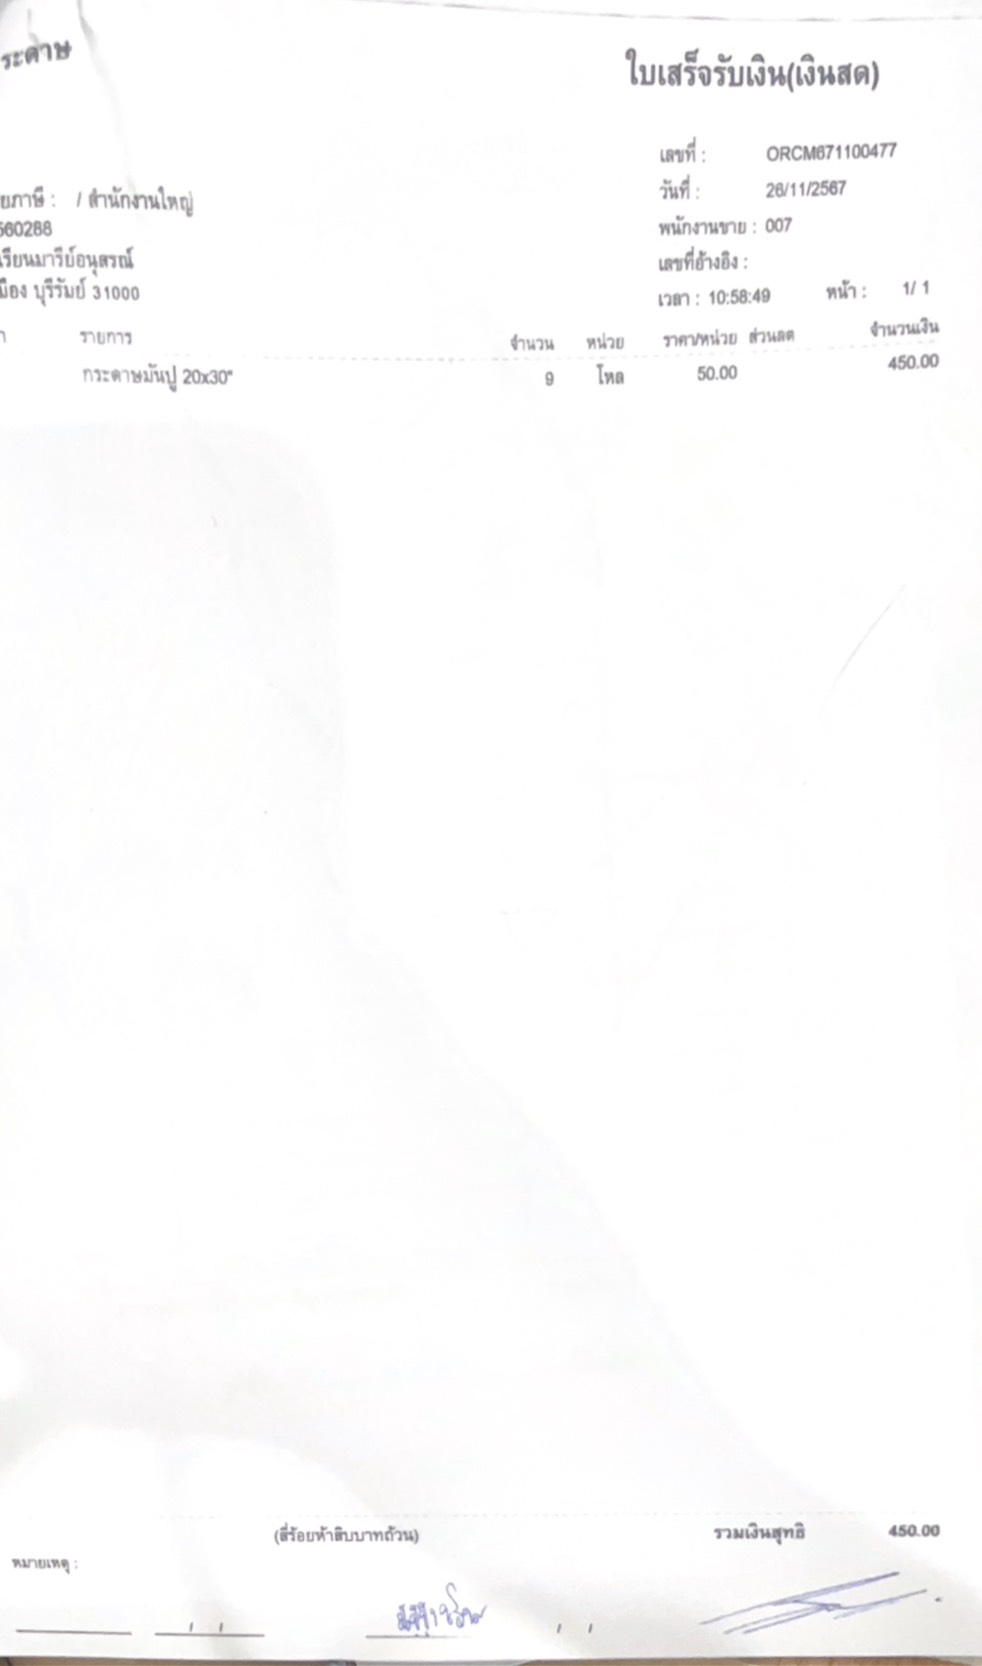 ระดาษ
ใบเสร็จรับเงิน(เงินสด)
เลขที่ : ORCM671100477
วันที่ : 26/11/2567
ยภาษี : / สำนักงานใหญ่
560288
พนักงานขาย : 007
เรียนมารีย์อนุสรณ์
เลขที่อ้างอิง :
มือง บุรีรัมย์ 31000
เวลา : 10:58:49 หน้า : 1/ 1
รายการ จำนวน หน่วย ราคา/หน่วย ส่วนลด จำนวนเงิน
กระดาษมันปู 20x30" 9 โหล 50.00 450.00
(สี่ร้อยห้าสิบบาทถ้วน) รวมเงินสุทธิ 450.00
หมายเหตุ :